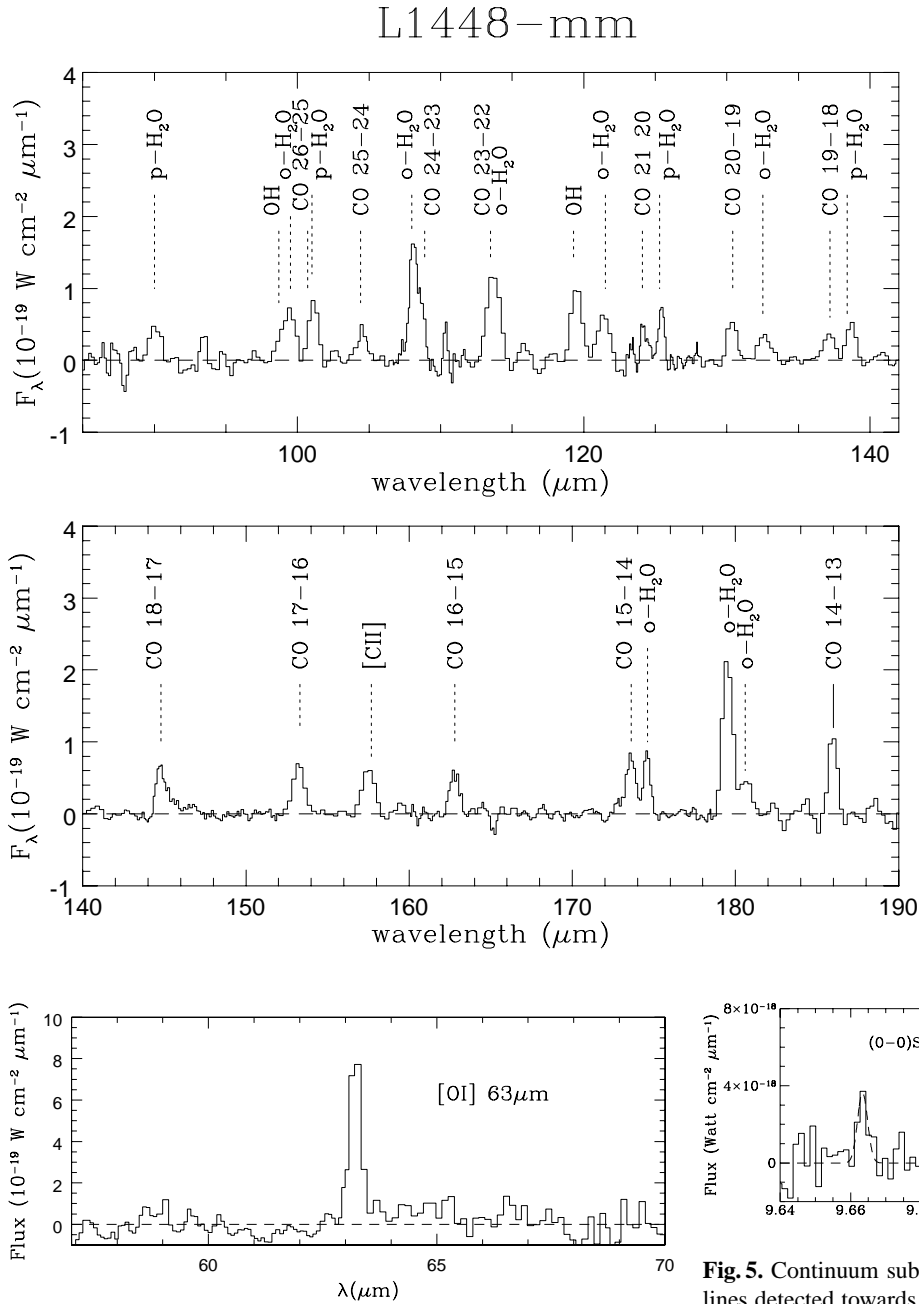 L1448-mm
F_λ(10⁻¹⁹ W cm⁻² μm⁻¹)
4
3
2
1
0
-1
p-H₂O
OH
o-H₂O
CO 26-25
p-H₂O
CO 25-24
o-H₂O
CO 24-23
CO 23-22
o-H₂O
OH
o-H₂O
CO 21 20
p-H₂O
CO 20-19
o-H₂O
CO 19-18
p-H₂O
100
120
140
wavelength (μm)
F_λ(10⁻¹⁹ W cm⁻² μm⁻¹)
4
3
2
1
0
-1
CO 18-17
CO 17-16
[CII]
CO 16-15
CO 15-14
o-H₂O
o-H₂O
o-H₂O
CO 14-13
140
150
160
170
180
190
wavelength (μm)
Flux (10⁻¹⁹ W cm⁻² μm⁻¹)
10
8
6
4
2
0
[OI] 63μm
60
65
70
λ(μm)
Flux (Watt cm⁻² μm⁻¹)
8×10⁻¹⁸
4×10⁻¹⁸
0
(0-0)S
9.64
9.66
9.
Fig. 5. Continuum sub
lines detected towards